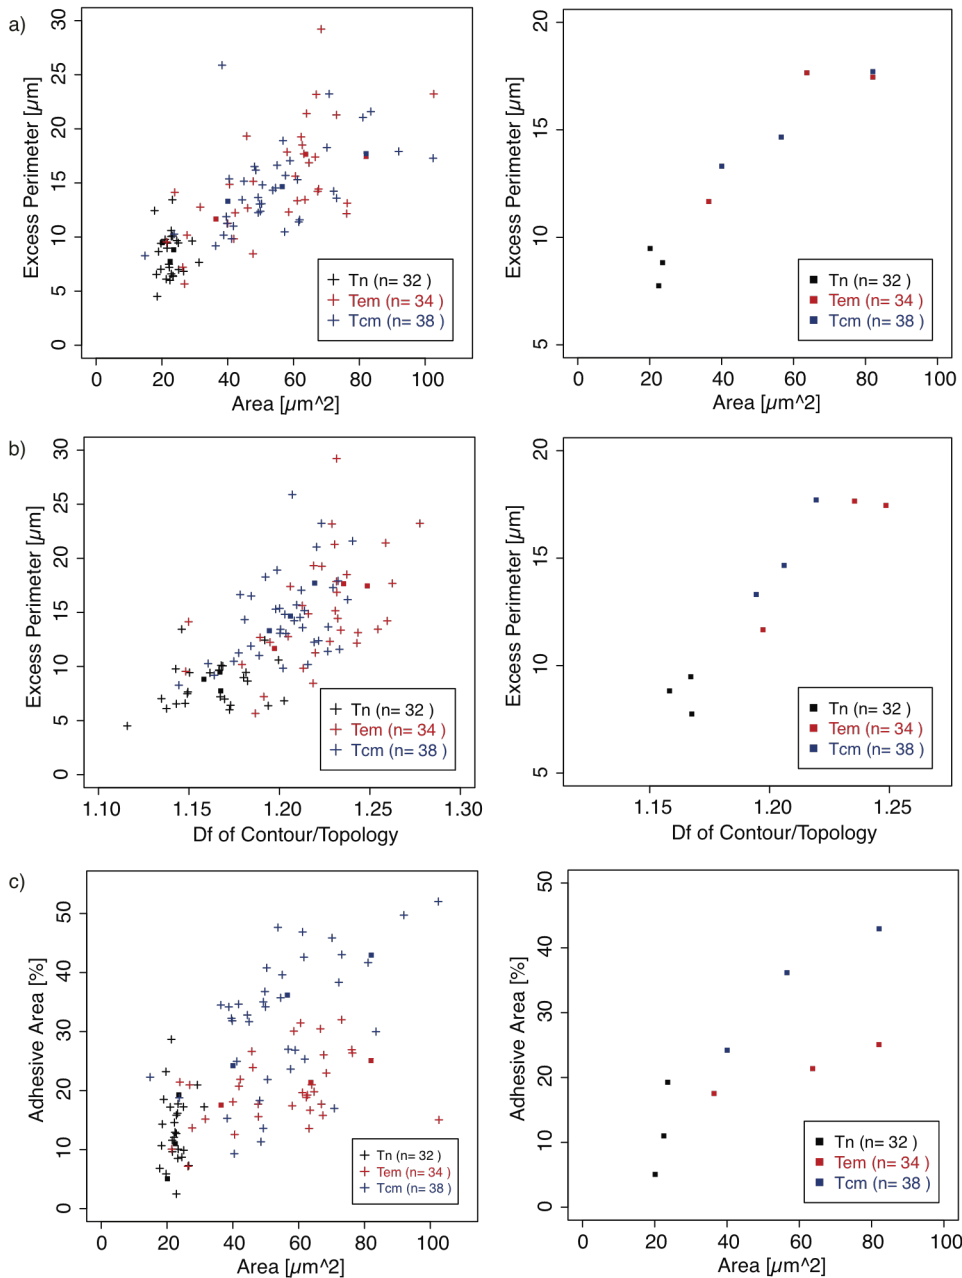 a)
30
25
20
15
10
5
0
Excess Perimeter [µm]
Tn (n= 32 )
Tem (n= 34 )
Tcm (n= 38 )
0 20 40 60 80 100
Area [µm^2]
20
15
10
5
Excess Perimeter [µm]
Tn (n= 32 )
Tem (n= 34 )
Tcm (n= 38 )
0 20 40 60 80 100
Area [µm^2]
b)
30
25
20
15
10
5
0
Excess Perimeter [µm]
Tn (n= 32 )
Tem (n= 34 )
Tcm (n= 38 )
1.10 1.15 1.20 1.25 1.30
Df of Contour/Topology
20
15
10
5
Excess Perimeter [µm]
Tn (n= 32 )
Tem (n= 34 )
Tcm (n= 38 )
1.15 1.20 1.25
Df of Contour/Topology
c)
50
40
30
20
10
0
Adhesive Area [%]
Tn (n= 32 )
Tem (n= 34 )
Tcm (n= 38 )
0 20 40 60 80 100
Area [µm^2]
50
40
30
20
10
0
Adhesive Area [%]
Tn (n= 32 )
Tem (n= 34 )
Tcm (n= 38 )
0 20 40 60 80 100
Area [µm^2]